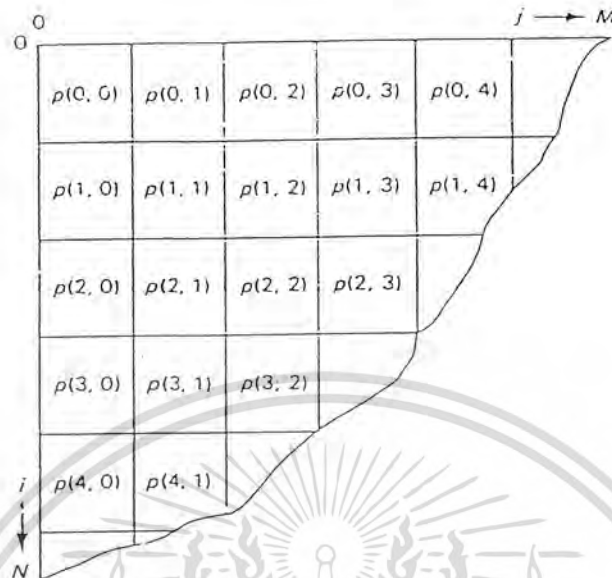 0 j → M
0
p(0, 0) p(0, 1) p(0, 2) p(0, 3) p(0, 4)
p(1, 0) p(1, 1) p(1, 2) p(1, 3) p(1, 4)
p(2, 0) p(2, 1) p(2, 2) p(2, 3)
p(3, 0) p(3, 1) p(3, 2)
p(4, 0) p(4, 1)
i
↓
N